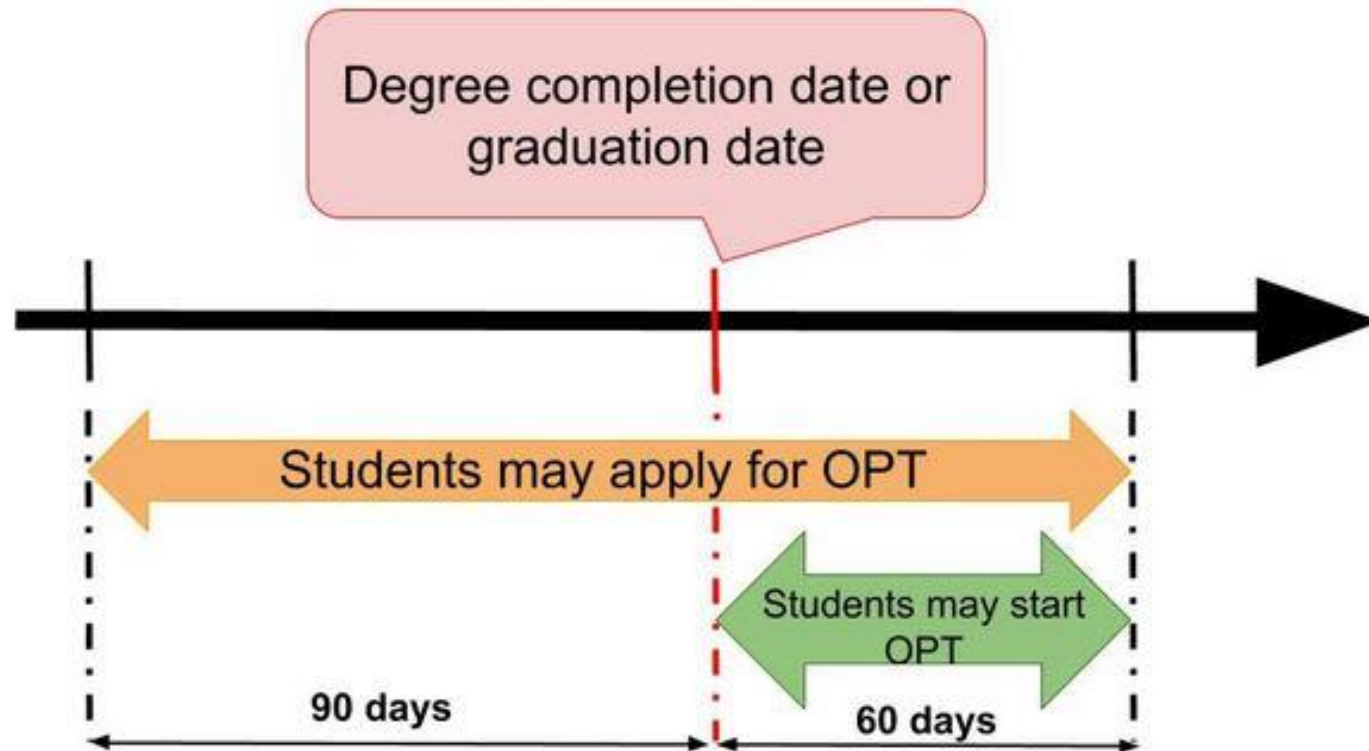 Degree completion date or
graduation date
Students may apply for OPT
Students may start
OPT
90 days
60 days